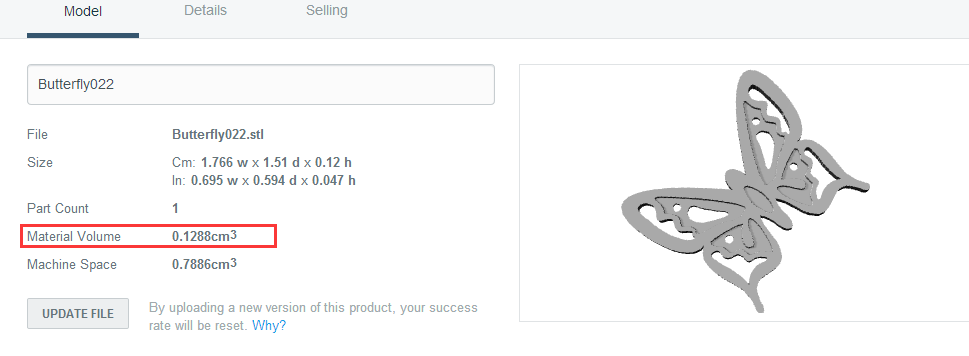 Model Details Selling
Butterfly022
File Butterfly022.stl
Size Cm: 1.766 w x 1.51 d x 0.12 h
In: 0.695 w x 0.594 d x 0.047 h
Part Count 1
Material Volume 0.1288cm3
Machine Space 0.7886cm3
UPDATE FILE By uploading a new version of this product, your success
rate will be reset. Why?